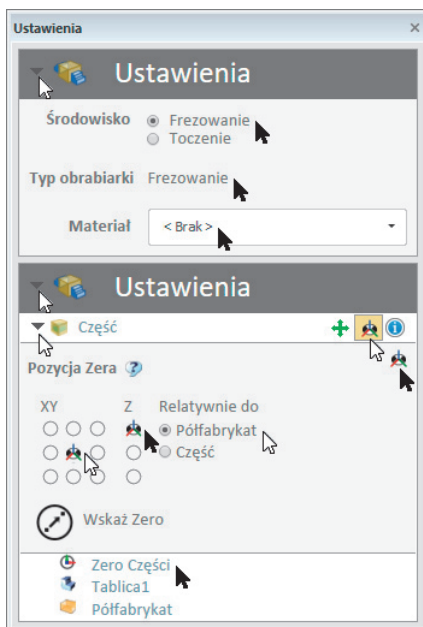 Ustawienia
Ustawienia
Środowisko Frezowanie
Toczenie
Typ obrabiarki Frezowanie
Materiał < Brak >
Ustawienia
Część
Pozycja Zera
XY Z Relatywnie do
Półfabrykat
Część
Wskaż Zero
Zero Części
Tablica1
Półfabrykat